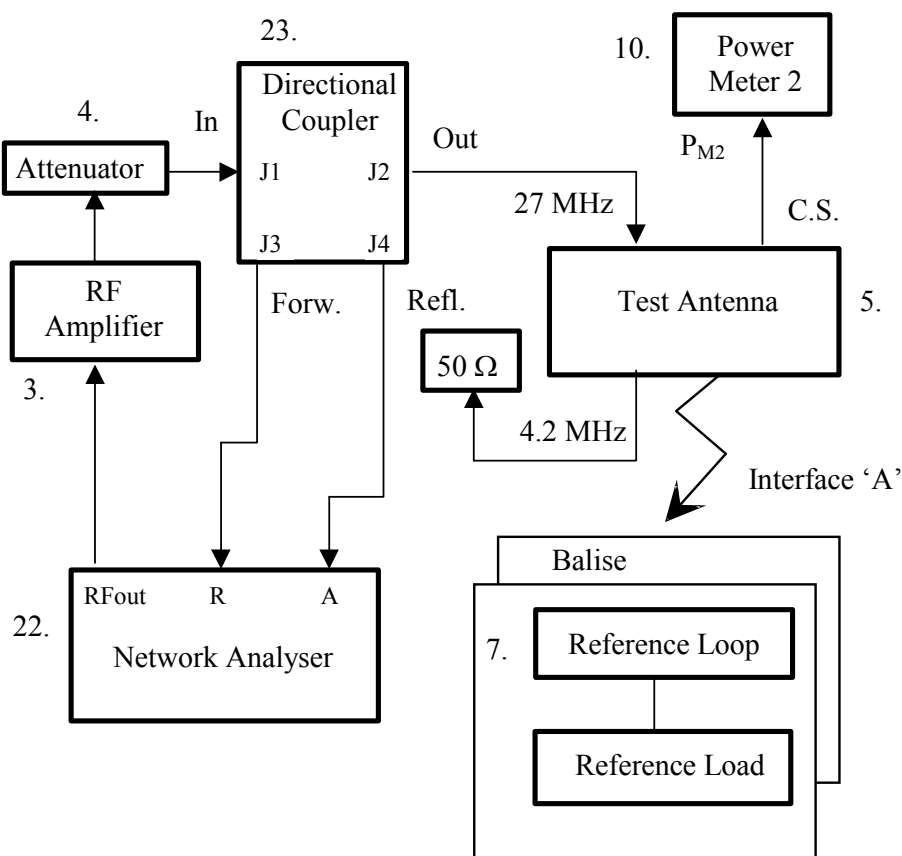 23.
10.
Power
Meter 2
Directional
Coupler
4.
In
Out
P_M2
Attenuator
J1
J2
27 MHz
C.S.
J3
J4
RF
Amplifier
Forw.
Refl.
Test Antenna
5.
50 Ω
3.
4.2 MHz
Interface ‘A’
Balise
RFout
R
A
22.
Network Analyser
7.
Reference Loop
Reference Load